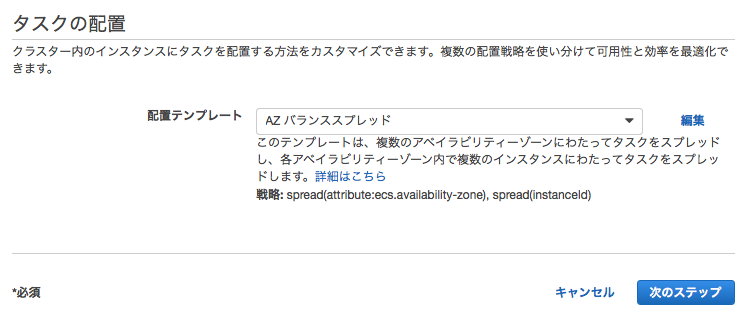 タスクの配置
クラスター内のインスタンスにタスクを配置する方法をカスタマイズできます。複数の配置戦略を使い分けて可用性と効率を最適化で
きます。
配置テンプレート AZ バランススプレッド 編集
このテンプレートは、複数のアベイラビリティーゾーンにわたってタスクをスプレッド
し、各アベイラビリティーゾーン内で複数のインスタンスにわたってタスクをスプレッ
ドします。詳細はこちら
戦略: spread(attribute:ecs.availability-zone), spread(instanceId)
*必須 キャンセル 次のステップ